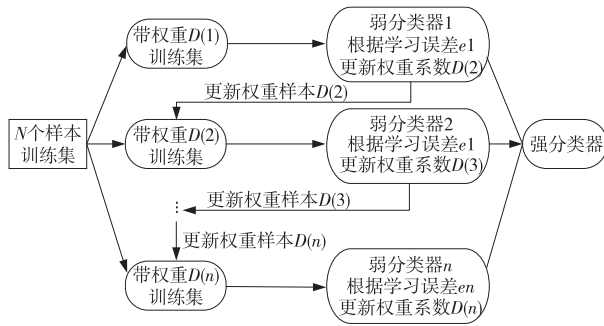 N个样本
训练集
带权重D(1)
训练集
弱分类器1
根据学习误差e1
更新权重系数D(2)
更新权重样本D(2)
带权重D(2)
训练集
弱分类器2
根据学习误差e1
更新权重系数D(3)
强分类器
更新权重样本D(3)
⋮
更新权重样本D(n)
带权重D(n)
训练集
弱分类器n
根据学习误差en
更新权重系数D(n)